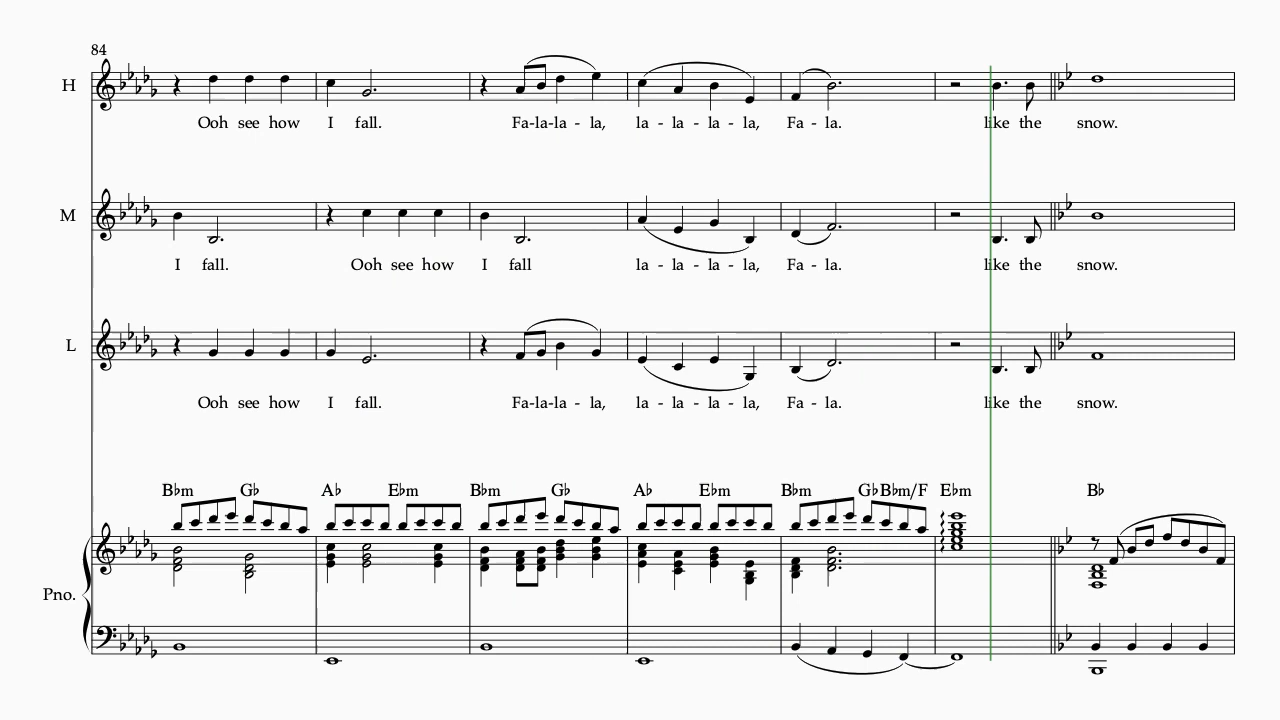 84
H
Ooh see how I fall. Fa-la-la - la, la - la - la - la, Fa - la. like the snow.
M
I fall. Ooh see how I fall la - la - la - la, Fa - la. like the snow.
L
Ooh see how I fall. Fa-la-la - la, la - la - la - la, Fa - la. like the snow.
B♭m G♭ A♭ E♭m B♭m G♭ A♭ E♭m B♭m G♭ B♭m/F E♭m B♭
Pno.